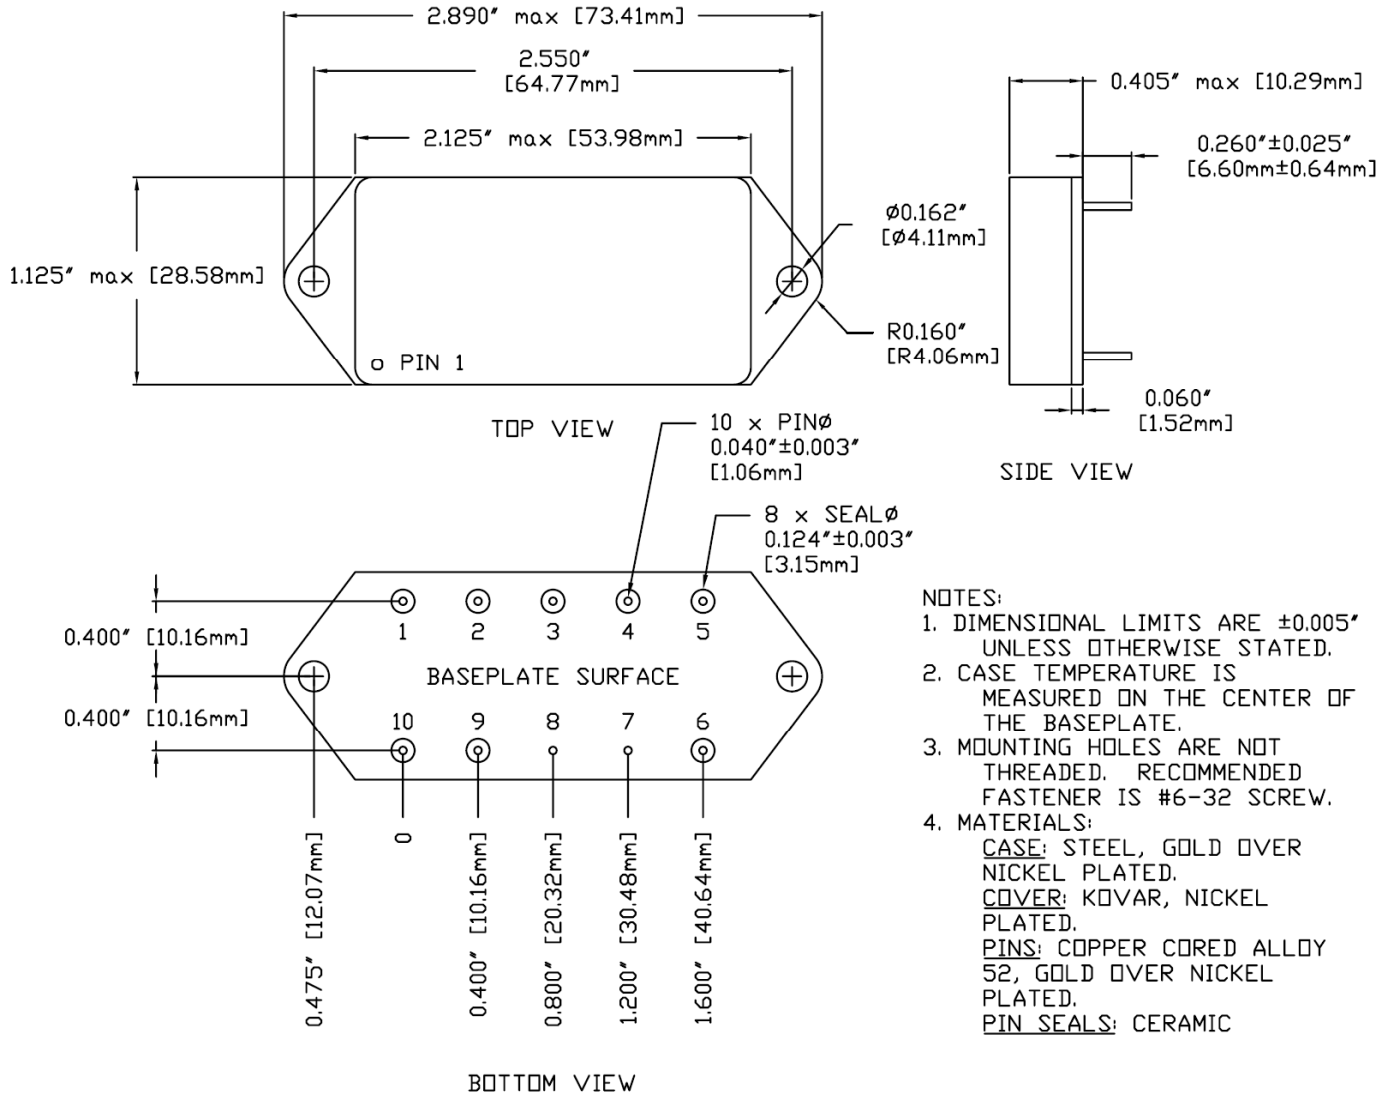 2.890″ max [73.41mm]
2.550″
[64.77mm]
2.125″ max [53.98mm]
1.125″ max [28.58mm]
Ø0.162″
[Ø4.11mm]
R0.160″
[R4.06mm]
o PIN 1
TOP VIEW
0.405″ max [10.29mm]
0.260″±0.025″
[6.60mm±0.64mm]
0.060″
[1.52mm]
SIDE VIEW
10 x PINØ
0.040″±0.003″
[1.06mm]
8 x SEALØ
0.124″±0.003″
[3.15mm]
0.400″ [10.16mm]
0.400″ [10.16mm]
1 2 3 4 5
BASEPLATE SURFACE
10 9 8 7 6
0.475″ [12.07mm]
0
0.400″ [10.16mm]
0.800″ [20.32mm]
1.200″ [30.48mm]
1.600″ [40.64mm]
BOTTOM VIEW
NOTES:
1. DIMENSIONAL LIMITS ARE ±0.005″
UNLESS OTHERWISE STATED.
2. CASE TEMPERATURE IS
MEASURED ON THE CENTER OF
THE BASEPLATE.
3. MOUNTING HOLES ARE NOT
THREADED. RECOMMENDED
FASTENER IS #6-32 SCREW.
4. MATERIALS:
CASE: STEEL, GOLD OVER
NICKEL PLATED.
COVER: KOVAR, NICKEL
PLATED.
PINS: COPPER CORED ALLOY
52, GOLD OVER NICKEL
PLATED.
PIN SEALS: CERAMIC